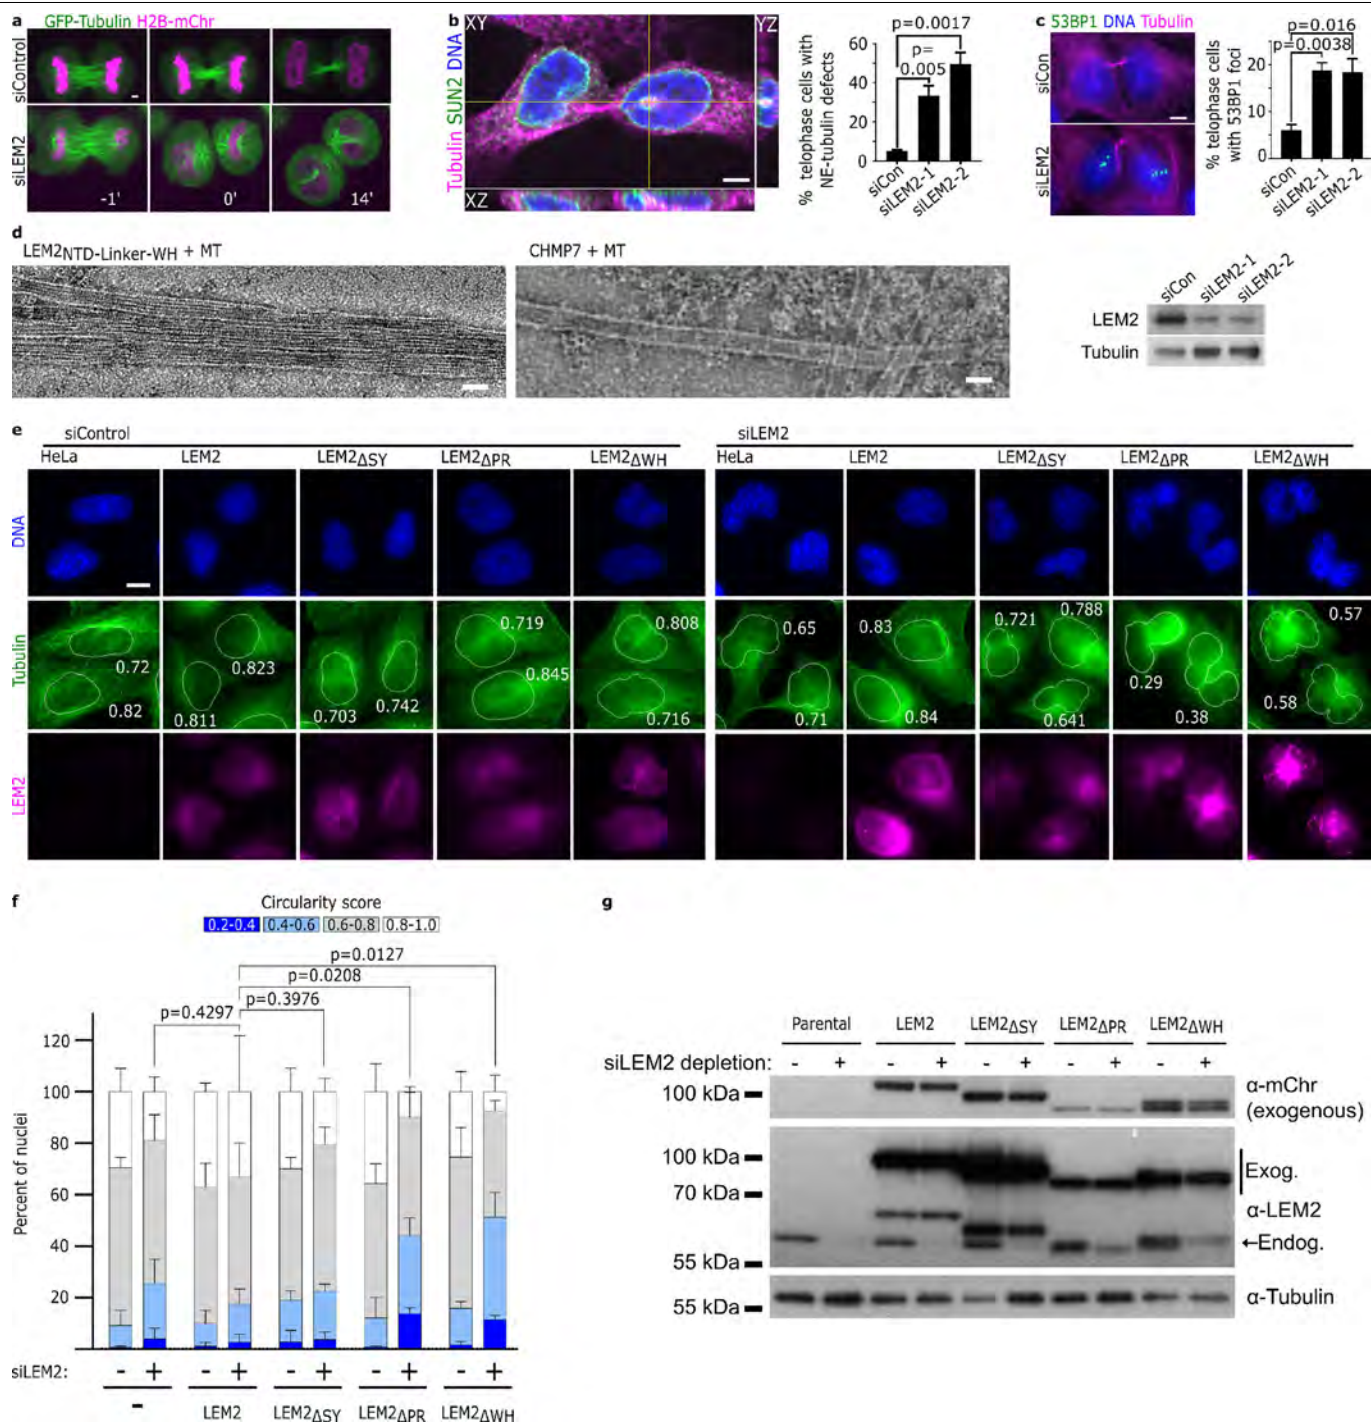 a
GFP-Tubulin H2B-mChr
siControl
siLEM2
-1'
0'
14'
b
Tubulin SUN2 DNA
XY
YZ
XZ
p=0.0017
p=
0.005
% telophase cells with
NE-tubulin defects
60
40
20
0
siCon
siLEM2-1
siLEM2-2
c
53BP1 DNA Tubulin
siCon
siLEM2
p=0.016
p=0.0038
% telophase cells
with 53BP1 foci
20
10
0
siCon
siLEM2-1
siLEM2-2
d
LEM2NTD-Linker-WH + MT
CHMP7 + MT
siCon
siLEM2-1
siLEM2-2
LEM2
Tubulin
e
siControl
siLEM2
HeLa LEM2 LEM2ΔSY LEM2ΔPR LEM2ΔWH
HeLa LEM2 LEM2ΔSY LEM2ΔPR LEM2ΔWH
DNA
Tubulin
0.72
0.82
0.823
0.811
0.742
0.703
0.719
0.845
0.808
0.716
0.65
0.71
0.83
0.84
0.721
0.788
0.641
0.29
0.38
0.57
0.58
LEM2
f
Circularity score
0.2-0.4 0.4-0.6 0.6-0.8 0.8-1.0
p=0.0127
p=0.0208
p=0.3976
p=0.4297
Percent of nuclei
120
100
80
60
40
20
siLEM2: - + - + - + - + - +
- LEM2 LEM2ΔSY LEM2ΔPR LEM2ΔWH
g
Parental LEM2 LEM2ΔSY LEM2ΔPR LEM2ΔWH
siLEM2 depletion: - + - + - + - + - +
100 kDa
α-mChr
(exogenous)
100 kDa
70 kDa
55 kDa
Exog.
α-LEM2
←Endog.
55 kDa
α-Tubulin